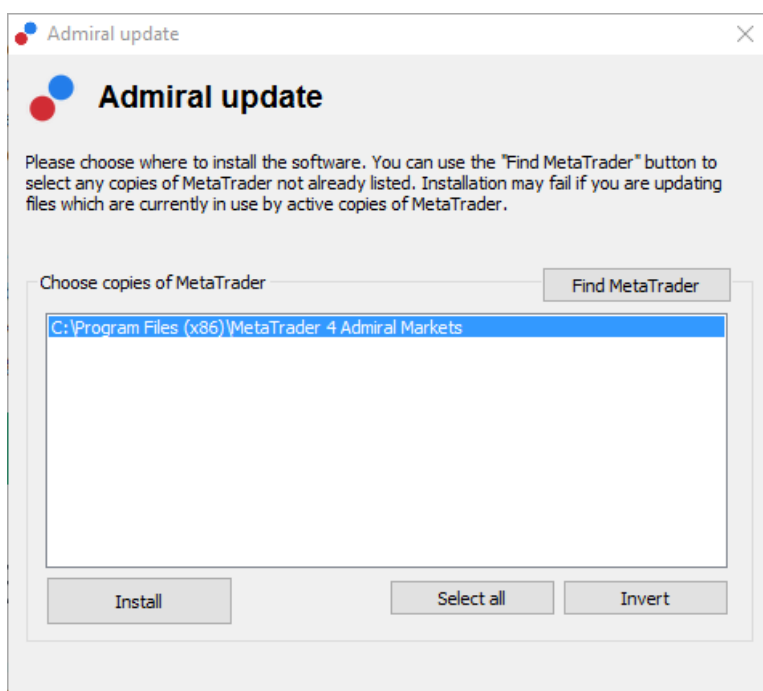 Admiral update
Admiral update
Please choose where to install the software. You can use the "Find MetaTrader" button to
select any copies of MetaTrader not already listed. Installation may fail if you are updating
files which are currently in use by active copies of MetaTrader.
Choose copies of MetaTrader
Find MetaTrader
C:\Program Files (x86)\MetaTrader 4 Admiral Markets
Install
Select all
Invert